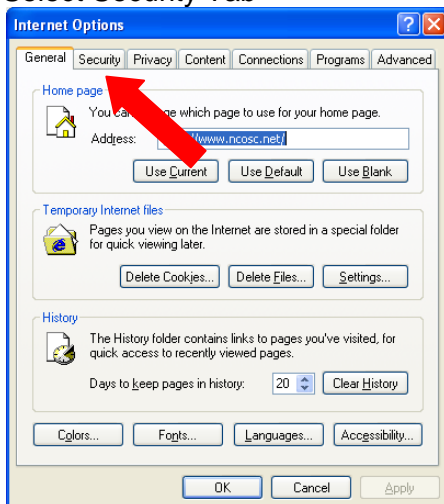 Select Security Tab
Internet Options
General Security Privacy Content Connections Programs Advanced
Home page
You can which page to use for your home page.
Address: //www.ncosc.net/
Use Current Use Default Use Blank
Temporary Internet files
Pages you view on the Internet are stored in a special folder
for quick viewing later.
Delete Cookies... Delete Files... Settings...
History
The History folder contains links to pages you've visited, for
quick access to recently viewed pages.
Days to keep pages in history: 20 Clear History
Colors... Fonts... Languages... Accessibility...
OK Cancel Apply